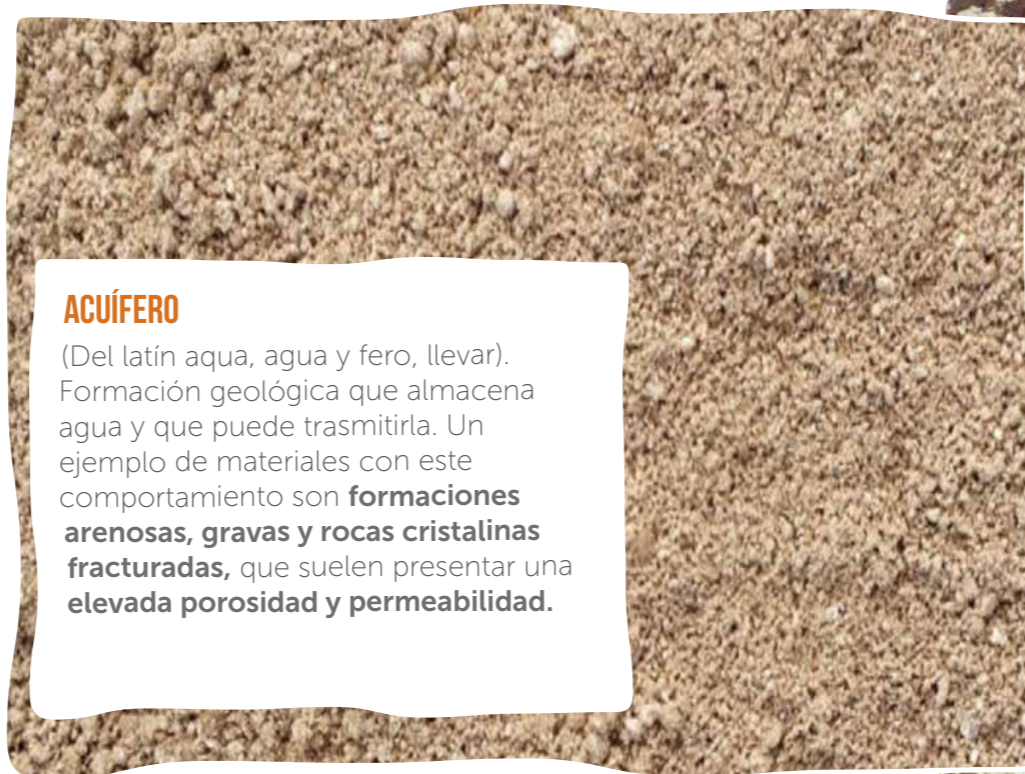 ACUÍFERO
(Del latín aqua, agua y fero, llevar).
Formación geológica que almacena
agua y que puede trasmitirla. Un
ejemplo de materiales con este
comportamiento son formaciones
arenosas, gravas y rocas cristalinas
fracturadas, que suelen presentar una
elevada porosidad y permeabilidad.